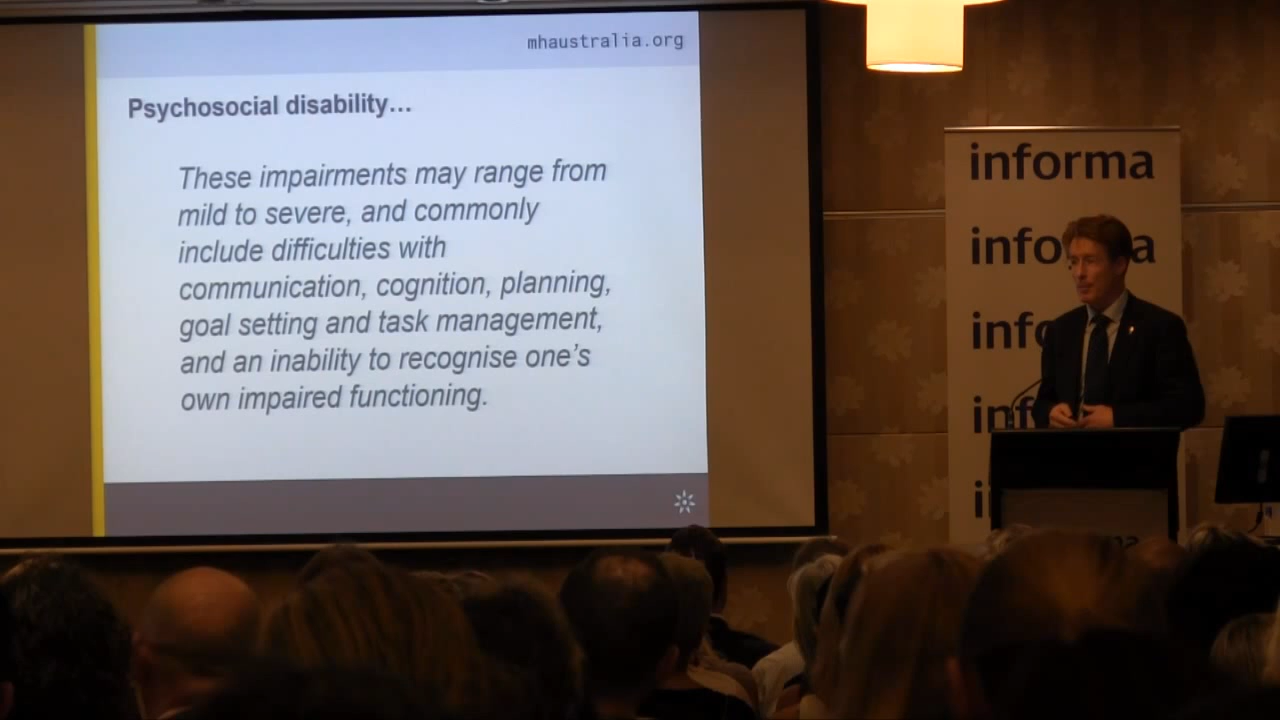 mhaustralia.org
Psychosocial disability…
These impairments may range from
mild to severe, and commonly
include difficulties with
communication, cognition, planning,
goal setting and task management,
and an inability to recognise one’s
own impaired functioning.
informa